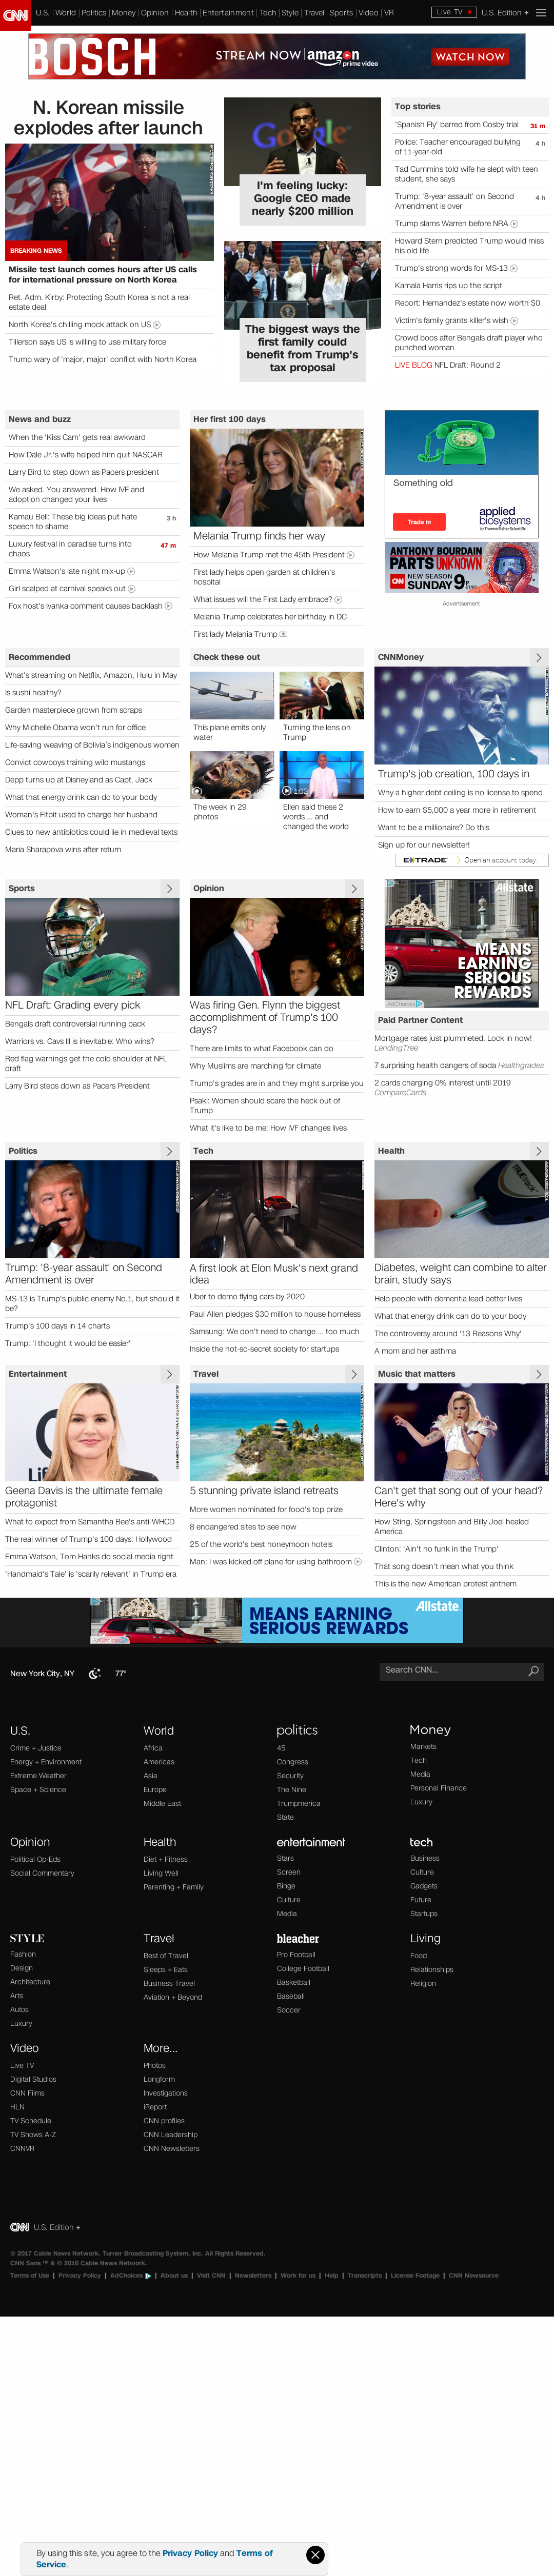 CNN
U.S. | World | Politics | Money | Opinion | Health | Entertainment | Tech | Style | Travel | Sports | Video | VR
Live TV
U.S. Edition +
BOSCH
STREAM NOW
amazon
prime video
WATCH NOW
N. Korean missile
explodes after launch
BREAKING NEWS
Missile test launch comes hours after US calls
for international pressure on North Korea
Ret. Adm. Kirby: Protecting South Korea is not a real
estate deal
North Korea's chilling mock attack on US
Tillerson says US is willing to use military force
Trump wary of 'major, major' conflict with North Korea
Google
I'm feeling lucky:
Google CEO made
nearly $200 million
The biggest ways the
first family could
benefit from Trump's
tax proposal
Top stories
'Spanish Fly' barred from Cosby trial
31 m
Police: Teacher encouraged bullying
of 11-year-old
4 h
Tad Cummins told wife he slept with teen
student, she says
Trump: '8-year assault' on Second
Amendment is over
4 h
Trump slams Warren before NRA
Howard Stern predicted Trump would miss
his old life
Trump's strong words for MS-13
Kamala Harris rips up the script
Report: Hernandez's estate now worth $0
Victim's family grants killer's wish
Crowd boos after Bengals draft player who
punched woman
LIVE BLOG NFL Draft: Round 2
News and buzz
When the 'Kiss Cam' gets real awkward
How Dale Jr.'s wife helped him quit NASCAR
Larry Bird to step down as Pacers president
We asked. You answered. How IVF and
adoption changed your lives
Kamau Bell: These big ideas put hate
speech to shame
3 h
Luxury festival in paradise turns into
chaos
47 m
Emma Watson's late night mix-up
Girl scalped at carnival speaks out
Fox host's Ivanka comment causes backlash
Her first 100 days
Melania Trump finds her way
How Melania Trump met the 45th President
First lady helps open garden at children's
hospital
What issues will the First Lady embrace?
Melania Trump celebrates her birthday in DC
First lady Melania Trump
Something old
Trade in
applied
biosystems
ANTHONY BOURDAIN
PARTS UNKNOWN
CNN
NEW SEASON
SUNDAY 9P
Advertisement
Recommended
What's streaming on Netflix, Amazon, Hulu in May
Is sushi healthy?
Garden masterpiece grown from scraps
Why Michelle Obama won't run for office
Life-saving weaving of Bolivia's indigenous women
Convict cowboys training wild mustangs
Depp turns up at Disneyland as Capt. Jack
What that energy drink can do to your body
Woman's Fitbit used to charge her husband
Clues to new antibiotics could lie in medieval texts
Maria Sharapova wins after return
Check these out
This plane emits only
water
Turning the lens on
Trump
1:02
The week in 29
photos
Ellen said these 2
words ... and
changed the world
CNNMoney
Trump's job creation, 100 days in
Why a higher debt ceiling is no license to spend
How to earn $5,000 a year more in retirement
Want to be a millionaire? Do this
Sign up for our newsletter!
E*TRADE
Open an account today.
Sports
NFL Draft: Grading every pick
Bengals draft controversial running back
Warriors vs. Cavs III is inevitable: Who wins?
Red flag warnings get the cold shoulder at NFL
draft
Larry Bird steps down as Pacers President
Opinion
Was firing Gen. Flynn the biggest
accomplishment of Trump's 100
days?
There are limits to what Facebook can do
Why Muslims are marching for climate
Trump's grades are in and they might surprise you
Psaki: Women should scare the heck out of
Trump
What it's like to be me: How IVF changes lives
Allstate
MEANS
EARNING
SERIOUS
REWARDS
AdChoices
Paid Partner Content
Mortgage rates just plummeted. Lock in now!
LendingTree
7 surprising health dangers of soda Healthgrades
2 cards charging 0% interest until 2019
CompareCards
Politics
Trump: '8-year assault' on Second
Amendment is over
MS-13 is Trump's public enemy No.1, but should it
be?
Trump's 100 days in 14 charts
Trump: 'I thought it would be easier'
Tech
A first look at Elon Musk's next grand
idea
Uber to demo flying cars by 2020
Paul Allen pledges $30 million to house homeless
Samsung: We don't need to change ... too much
Inside the not-so-secret society for startups
Health
Diabetes, weight can combine to alter
brain, study says
Help people with dementia lead better lives
What that energy drink can do to your body
The controversy around '13 Reasons Why'
A mom and her asthma
Entertainment
Geena Davis is the ultimate female
protagonist
What to expect from Samantha Bee's anti-WHCD
The real winner of Trump's 100 days: Hollywood
Emma Watson, Tom Hanks do social media right
'Handmaid's Tale' is 'scarily relevant' in Trump era
Travel
5 stunning private island retreats
More women nominated for food's top prize
8 endangered sites to see now
25 of the world's best honeymoon hotels
Man: I was kicked off plane for using bathroom
Music that matters
Can't get that song out of your head?
Here's why
How Sting, Springsteen and Billy Joel healed
America
Clinton: 'Ain't no funk in the Trump'
That song doesn't mean what you think
This is the new American protest anthem
MEANS EARNING
SERIOUS REWARDS
Allstate
New York City, NY
77°
Search CNN...
U.S.
Crime + Justice
Energy + Environment
Extreme Weather
Space + Science
World
Africa
Americas
Asia
Europe
Middle East
politics
45
Congress
Security
The Nine
Trumpmerica
State
Money
Markets
Tech
Media
Personal Finance
Luxury
Opinion
Political Op-Eds
Social Commentary
Health
Diet + Fitness
Living Well
Parenting + Family
entertainment
Stars
Screen
Binge
Culture
Media
tech
Business
Culture
Gadgets
Future
Startups
STYLE
Fashion
Design
Architecture
Arts
Autos
Luxury
Travel
Best of Travel
Sleeps + Eats
Business Travel
Aviation + Beyond
bleacher
Pro Football
College Football
Basketball
Baseball
Soccer
Living
Food
Relationships
Religion
Video
Live TV
Digital Studios
CNN Films
HLN
TV Schedule
TV Shows A-Z
CNNVR
More...
Photos
Longform
Investigations
iReport
CNN profiles
CNN Leadership
CNN Newsletters
CNN U.S. Edition +
© 2017 Cable News Network. Turner Broadcasting System, Inc. All Rights Reserved.
CNN Sans ™ & © 2016 Cable News Network.
Terms of Use | Privacy Policy | AdChoices | About us | Visit CNN | Newsletters | Work for us | Help | Transcripts | License Footage | CNN Newsource
By using this site, you agree to the Privacy Policy and Terms of
Service.